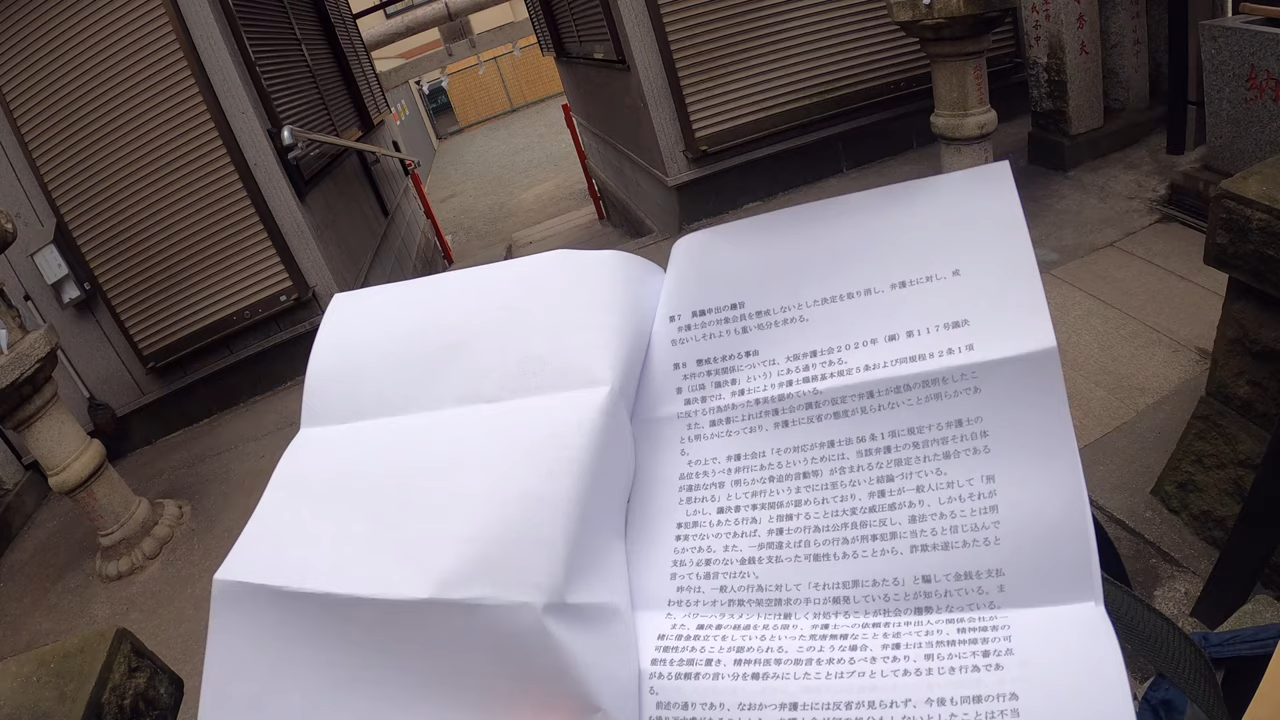 第７　異議申出の趣旨
弁護士会の対象会員を懲戒しないとした決定を取り消し、弁護士に対し、戒
告ないしそれよりも重い処分を求める。
第８　懲戒を求める事由
本件の事実関係については、大阪弁護士会２０２０年（綱）第１１７号議決
書（以降「議決書」という）にある通りである。
議決書では、弁護士により弁護士職務基本規定５条および同規程８２条１項
に反する行為があった事実を認めている。
また、議決書によれば弁護士会の調査の仮定で弁護士が虚偽の説明をしたこ
とも明らかになっており、弁護士に反省の態度が見られないことが明らかであ
る。
その上で、弁護士会は「その対応が弁護士法56条１項に規定する弁護士の
品位を失うべき非行にあたるというためには、当該弁護士の発言内容それ自体
が違法な内容（明らかな脅迫的言動等）が含まれるなど限定された場合である
と思われる」として非行というまでには至らないと結論づけている。
しかし、議決書で事実関係が認められており、弁護士が一般人に対して「刑
事犯罪にもあたる行為」と指摘することは大変な威圧感があり、しかもそれが
事実でないのであれば、弁護士の行為は公序良俗に反し、違法であることは明
らかである。また、一歩間違えば自らの行為が刑事犯罪に当たると信じ込んで
支払う必要のない金銭を支払った可能性もあることから、詐欺未遂にあたると
言っても過言ではない。
昨今は、一般人の行為に対して「それは犯罪にあたる」と騙して金銭を支払
わせるオレオレ詐欺や架空請求の手口が頻発していることが知られている。ま
た、パワーハラスメントには厳しく対処することが社会の趨勢となっている。
また、議決書の経過を見る限り、弁護士への依頼者は申出人の関係会社が一
緒に借金取立てをしているといった荒唐無稽なことを述べており、精神障害の
可能性があることが認められる。このような場合、弁護士は当然精神障害の可
能性を念頭に置き、精神科医等の助言を求めるべきであり、明らかに不審な点
がある依頼者の言い分を鵜呑みにしたことはプロとしてあるまじき行為であ
る。
前述の通りであり、なおかつ弁護士には反省が見られず、今後も同様の行為
秀
納